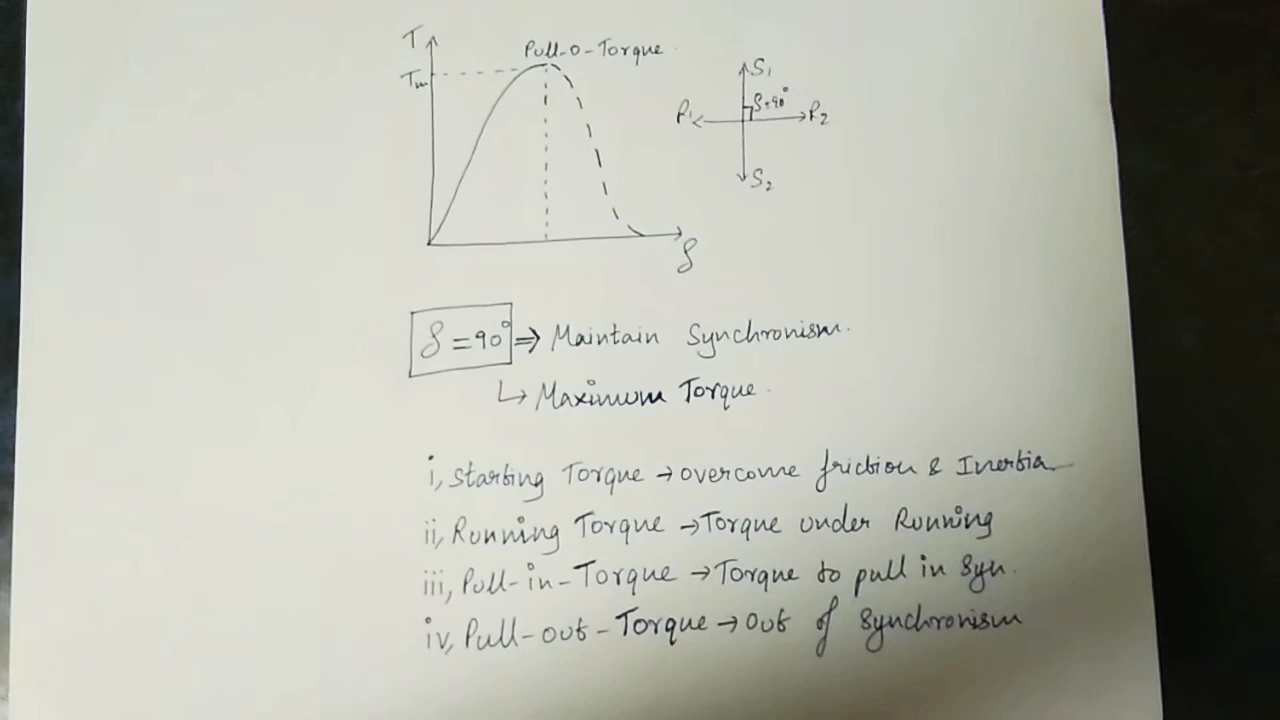 T
Pull-o-Torque
Tm
S1
δ=90°
P1
P2
S2
δ
δ=90° ⇒ Maintain Synchronism.
↳ Maximum Torque.
i, Starting Torque → overcome friction & Inertia
ii, Running Torque → Torque under Running
iii, Pull-in-Torque → Torque to pull in Syn.
iv, Pull-out-Torque → Out of Synchronism